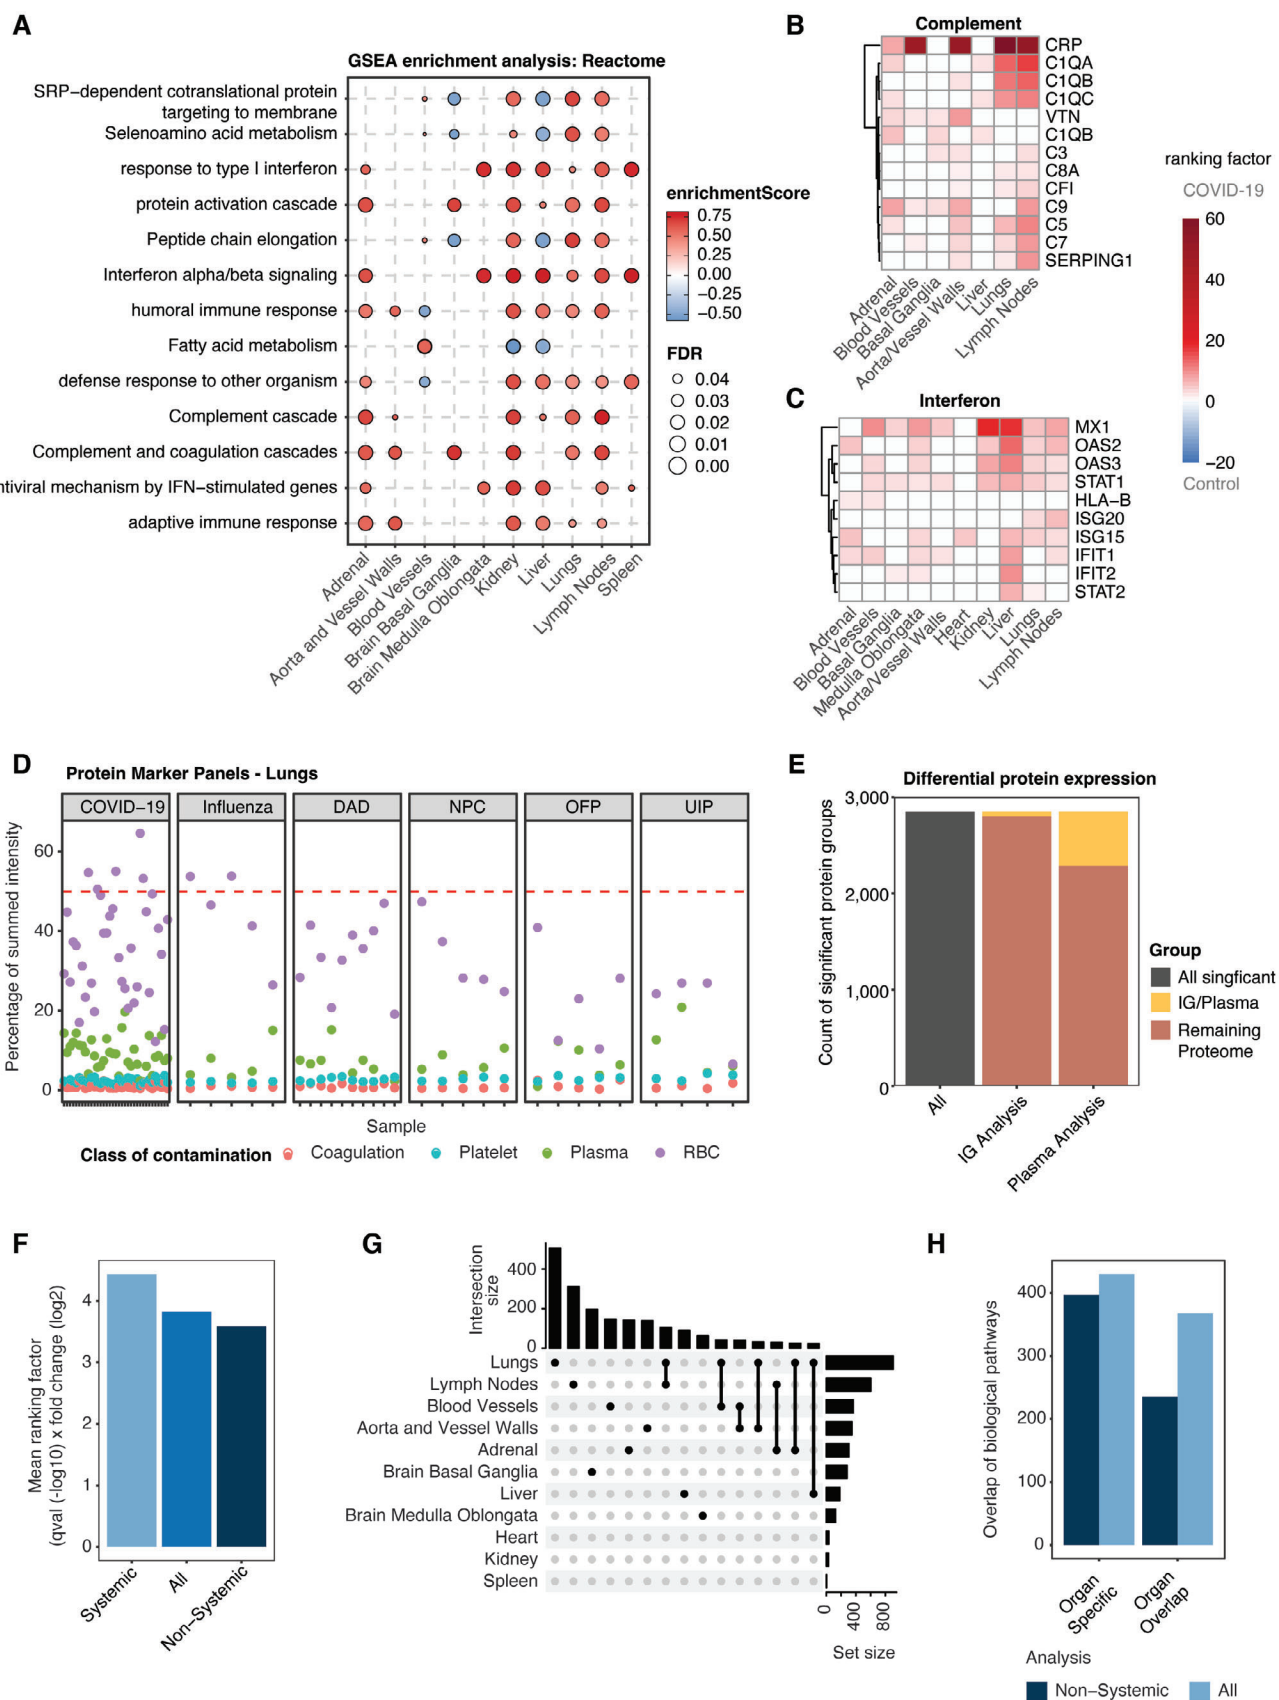 A
GSEA enrichment analysis: Reactome
SRP−dependent cotranslational protein
targeting to membrane
Selenoamino acid metabolism
response to type I interferon
protein activation cascade
Peptide chain elongation
Interferon alpha/beta signaling
humoral immune response
Fatty acid metabolism
defense response to other organism
Complement cascade
Complement and coagulation cascades
ntiviral mechanism by IFN−stimulated genes
adaptive immune response
Adrenal
Aorta and Vessel Walls
Blood Vessels
Brain Basal Ganglia
Brain Medulla Oblongata
Kidney
Liver
Lungs
Lymph Nodes
Spleen
enrichmentScore
0.75
0.50
0.25
0.00
−0.25
−0.50
FDR
0.04
0.03
0.02
0.01
0.00
B
Complement
CRP
C1QA
C1QB
C1QC
VTN
C1QB
C3
C8A
CFI
C9
C5
C7
SERPING1
Adrenal
Blood Vessels
Basal Ganglia
Aorta/Vessel Walls
Liver
Lungs
Lymph Nodes
ranking factor
COVID-19
60
40
20
0
−20
Control
C
Interferon
MX1
OAS2
OAS3
STAT1
HLA−B
ISG20
ISG15
IFIT1
IFIT2
STAT2
Adrenal
Blood Vessels
Basal Ganglia
Medulla Oblongata
Aorta/Vessel Walls
Heart
Kidney
Liver
Lungs
Lymph Nodes
D
Protein Marker Panels - Lungs
COVID−19
Influenza
DAD
NPC
OFP
UIP
Percentage of summed intensity
60
40
20
0
Sample
Class of contamination
Coagulation
Platelet
Plasma
RBC
E
Differential protein expression
Count of significant protein groups
3,000
2,000
1,000
0
All
IG Analysis
Plasma Analysis
Group
All singficant
IG/Plasma
Remaining
Proteome
F
Mean ranking factor
(qval (-log10) x fold change (log2)
4
3
2
1
0
Systemic
All
Non−Systemic
G
Intersection
size
400
200
0
Lungs
Lymph Nodes
Blood Vessels
Aorta and Vessel Walls
Adrenal
Brain Basal Ganglia
Liver
Brain Medulla Oblongata
Heart
Kidney
Spleen
0
400
800
Set size
H
Overlap of biological pathways
400
300
200
100
0
Organ
Specific
Organ
Overlap
Analysis
Non−Systemic
All